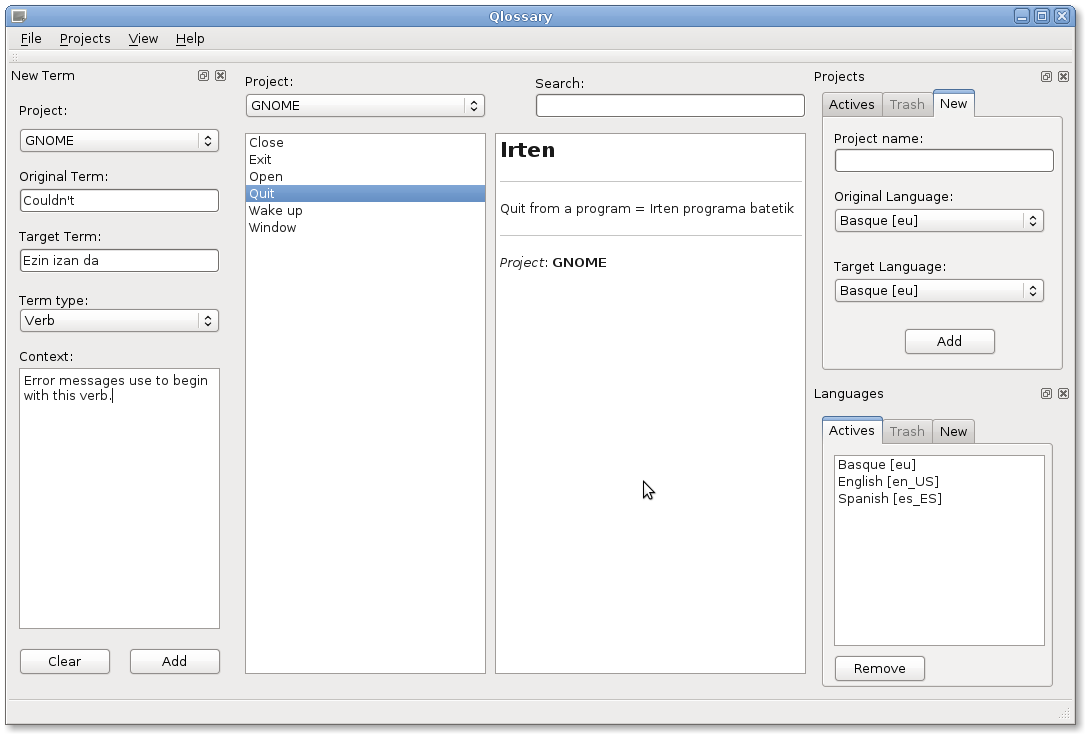 Qlossary
File Projects View Help
New Term
Project:
GNOME
Original Term:
Couldn't
Target Term:
Ezin izan da
Term type:
Verb
Context:
Error messages use to begin
with this verb.
Clear Add
Project:
GNOME
Search:
Close
Exit
Open
Quit
Wake up
Window
Irten
Quit from a program = Irten programa batetik
Project: GNOME
Projects
Actives Trash New
Project name:
Original Language:
Basque [eu]
Target Language:
Basque [eu]
Add
Languages
Actives Trash New
Basque [eu]
English [en_US]
Spanish [es_ES]
Remove